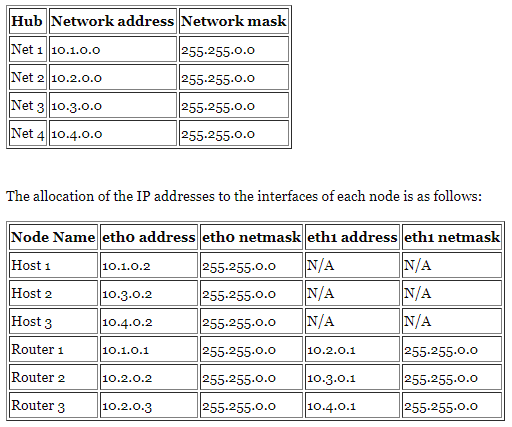 Hub Network address Network mask
Net 1 10.1.0.0 255.255.0.0
Net 2 10.2.0.0 255.255.0.0
Net 3 10.3.0.0 255.255.0.0
Net 4 10.4.0.0 255.255.0.0
The allocation of the IP addresses to the interfaces of each node is as follows:
Node Name eth0 address eth0 netmask eth1 address eth1 netmask
Host 1 10.1.0.2 255.255.0.0 N/A N/A
Host 2 10.3.0.2 255.255.0.0 N/A N/A
Host 3 10.4.0.2 255.255.0.0 N/A N/A
Router 1 10.1.0.1 255.255.0.0 10.2.0.1 255.255.0.0
Router 2 10.2.0.2 255.255.0.0 10.3.0.1 255.255.0.0
Router 3 10.2.0.3 255.255.0.0 10.4.0.1 255.255.0.0